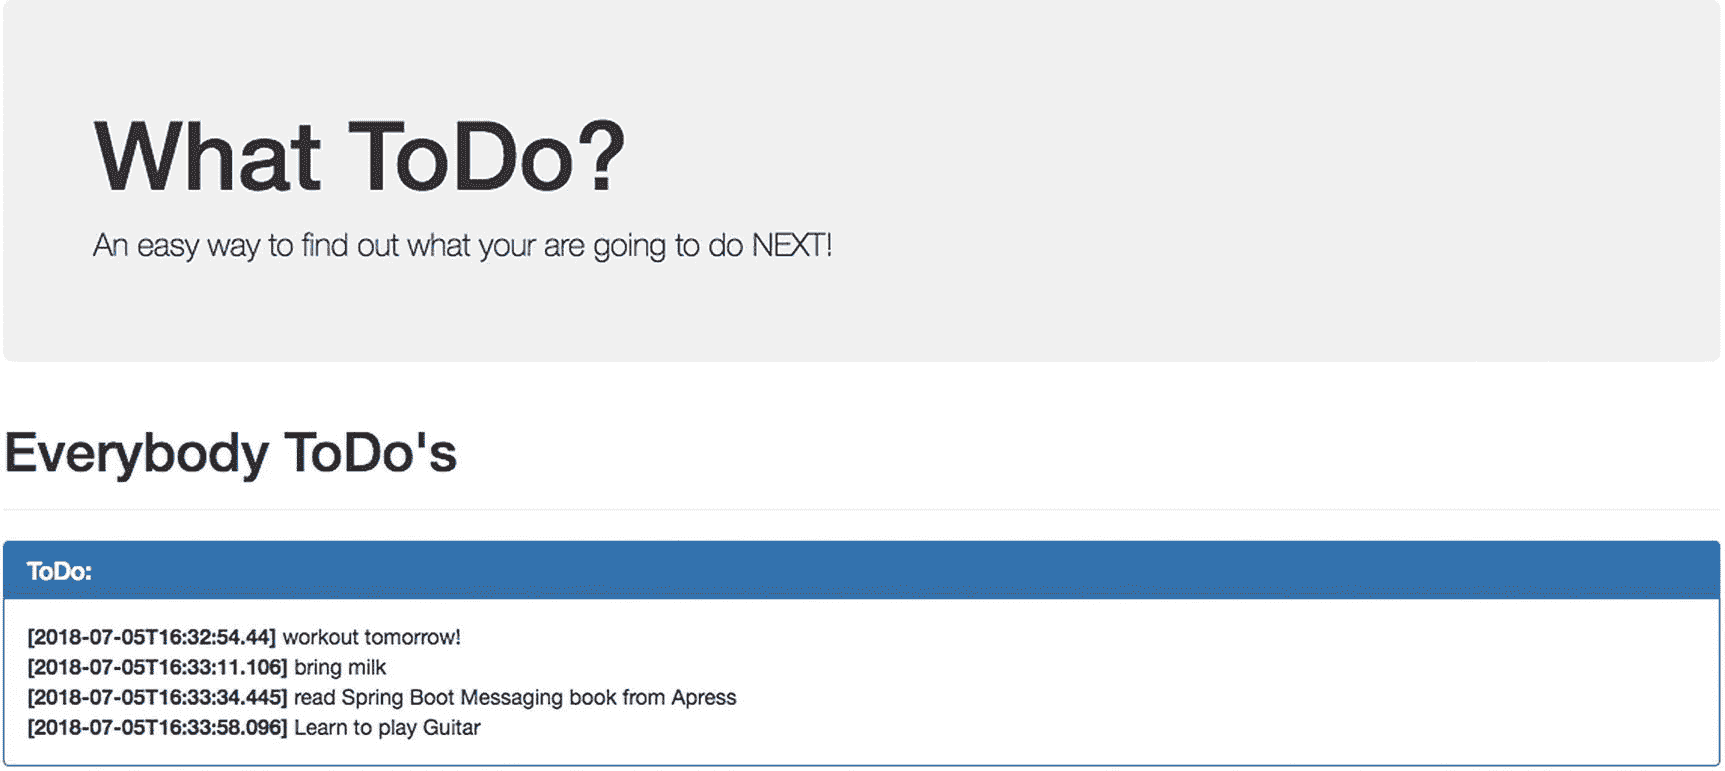 What ToDo?
An easy way to find out what your are going to do NEXT!
Everybody ToDo's
ToDo:
[2018-07-05T16:32:54.44] workout tomorrow!
[2018-07-05T16:33:11.106] bring milk
[2018-07-05T16:33:34.445] read Spring Boot Messaging book from Apress
[2018-07-05T16:33:58.096] Learn to play Guitar